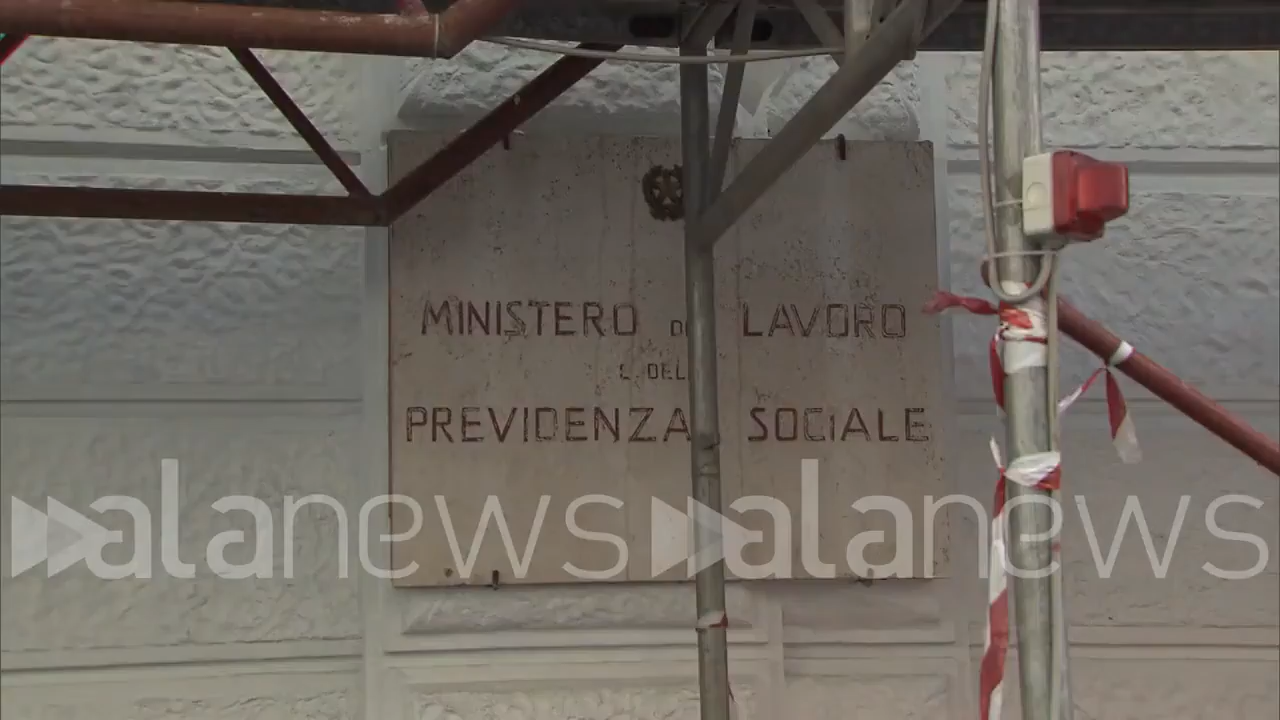 MINISTERO D LAVORO
E DEL
PREVIDENZA SOCIALE
alanews alanews